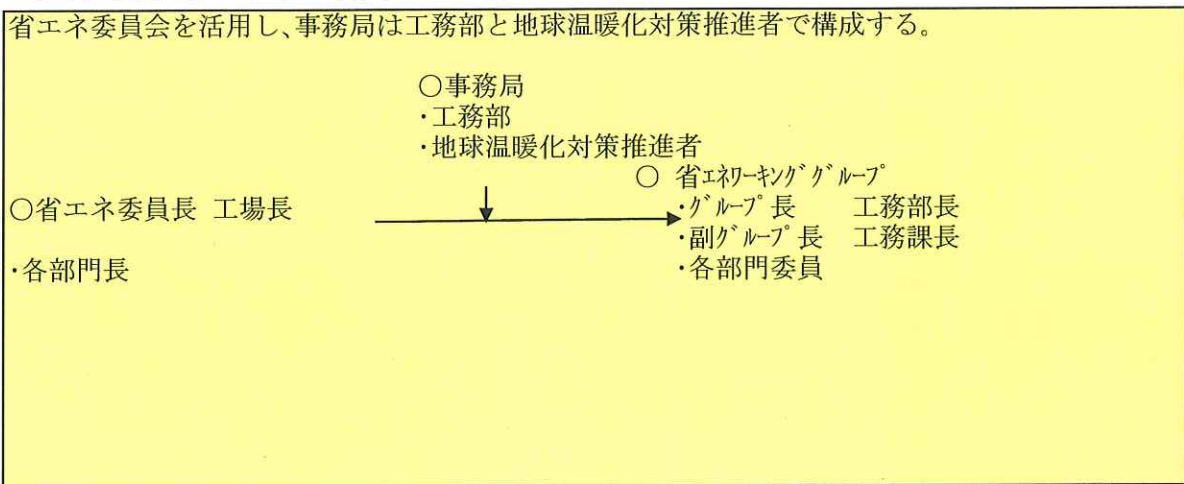 省エネ委員会を活用し、事務局は工務部と地球温暖化対策推進者で構成する。
○事務局
・工務部
・地球温暖化対策推進者
○省エネ委員長 工場長
・各部門長
○ 省ｴﾈﾜｰｷﾝｸﾞｸﾞﾙｰﾌﾟ
・ｸﾞﾙｰﾌﾟ長 工務部長
・副ｸﾞﾙｰﾌﾟ長 工務課長
・各部門委員